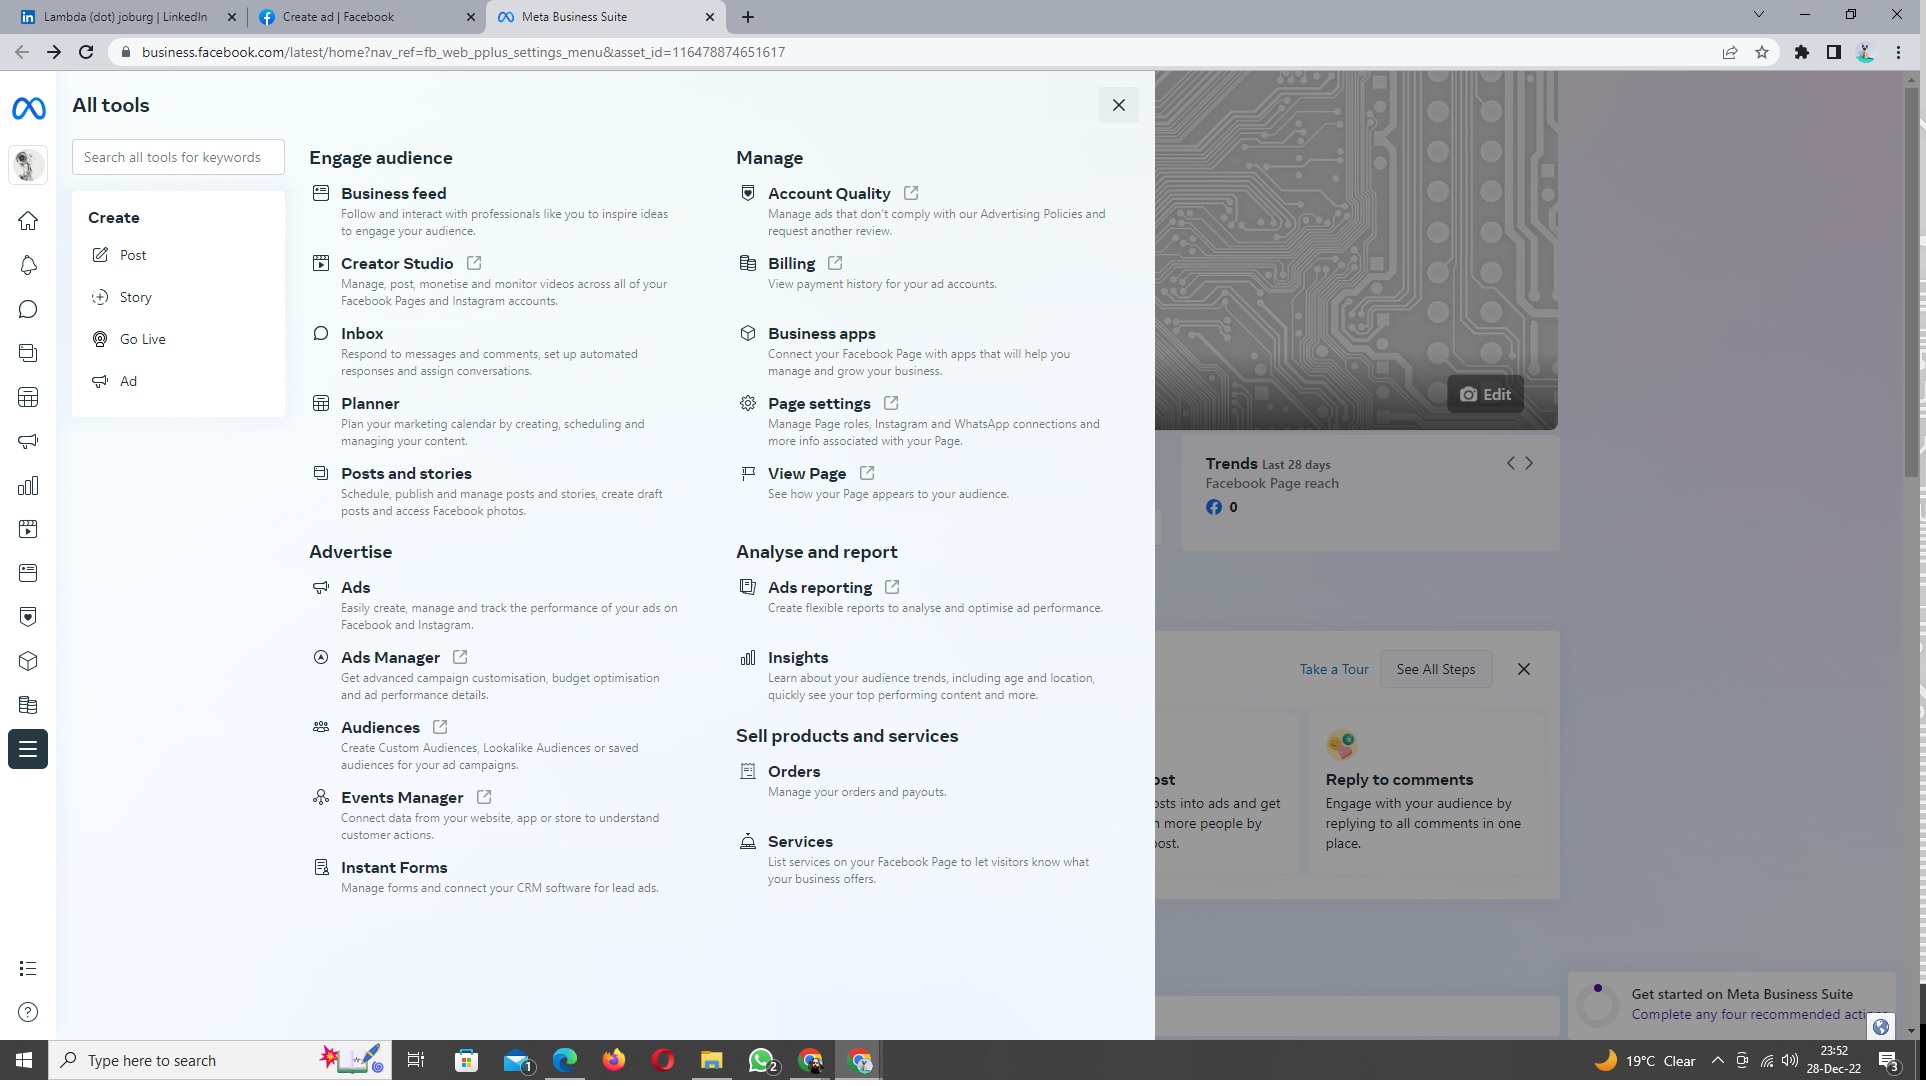 Lambda (dot) joburg | LinkedIn
Create ad | Facebook
Meta Business Suite
business.facebook.com/latest/home?nav_ref=fb_web_pplus_settings_menu&asset_id=116478874651617
All tools
Search all tools for keywords
Create
Post
Story
Go Live
Ad
Engage audience
Business feed
Follow and interact with professionals like you to inspire ideas
to engage your audience.
Creator Studio
Manage, post, monetise and monitor videos across all of your
Facebook Pages and Instagram accounts.
Inbox
Respond to messages and comments, set up automated
responses and assign conversations.
Planner
Plan your marketing calendar by creating, scheduling and
managing your content.
Posts and stories
Schedule, publish and manage posts and stories, create draft
posts and access Facebook photos.
Advertise
Ads
Easily create, manage and track the performance of your ads on
Facebook and Instagram.
Ads Manager
Get advanced campaign customisation, budget optimisation
and ad performance details.
Audiences
Create Custom Audiences, Lookalike Audiences or saved
audiences for your ad campaigns.
Events Manager
Connect data from your website, app or store to understand
customer actions.
Instant Forms
Manage forms and connect your CRM software for lead ads.
Manage
Account Quality
Manage ads that don't comply with our Advertising Policies and
request another review.
Billing
View payment history for your ad accounts.
Business apps
Connect your Facebook Page with apps that will help you
manage and grow your business.
Page settings
Manage Page roles, Instagram and WhatsApp connections and
more info associated with your Page.
View Page
See how your Page appears to your audience.
Analyse and report
Ads reporting
Create flexible reports to analyse and optimise ad performance.
Insights
Learn about your audience trends, including age and location,
quickly see your top performing content and more.
Sell products and services
Orders
Manage your orders and payouts.
Services
List services on your Facebook Page to let visitors know what
your business offers.
Edit
Trends Last 28 days
Facebook Page reach
0
Take a Tour
See All Steps
ost
osts into ads and get
more people by
post.
Reply to comments
Engage with your audience by
replying to all comments in one
place.
Get started on Meta Business Suite
Complete any four recommended actio
Type here to search
1
2
19°C Clear
23:52
28-Dec-22
3